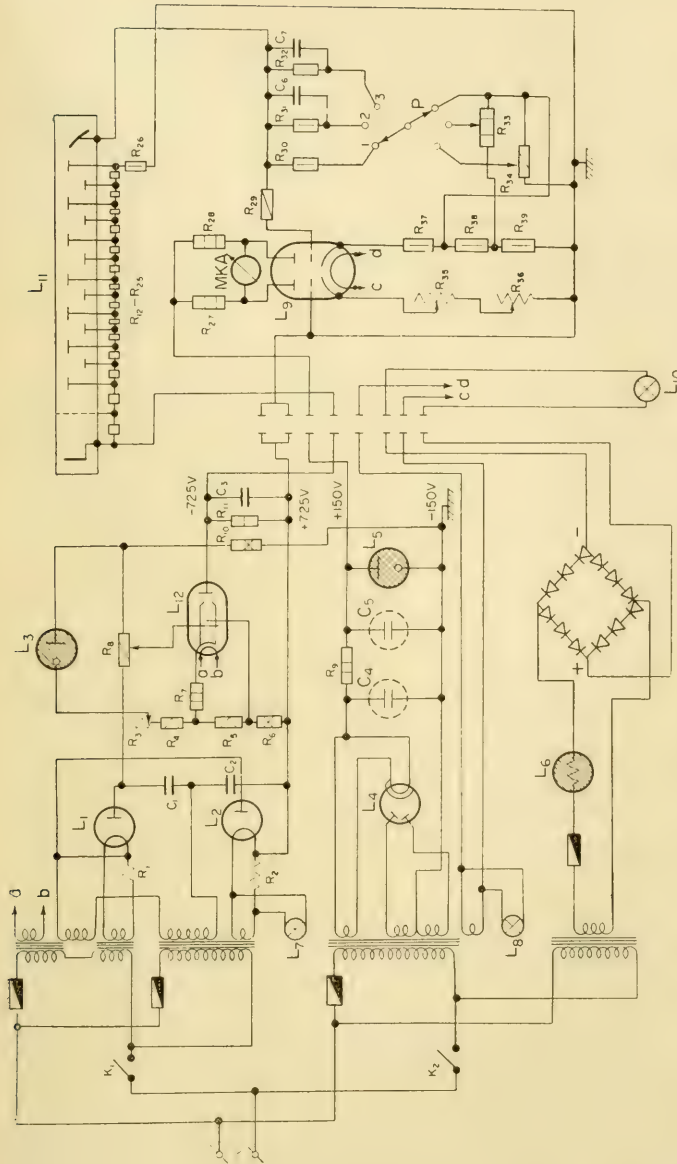 L11
R26
R12 – R25
R28
MKA
R27
L9
c
d
R29
R30
R31
C6
R32
C7
1
2
3
P
R33
R34
R37
R38
R39
R35
R36
a
b
L3
R8
L12
a
b
R7
R3
R4
R5
R6
R10
R11
C3
-725V
+725V
+150V
-150V
L1
C1
C2
L2
R1
R2
L7
K1
R9
C4
C5
L5
L4
L8
K2
c d
L10
L6
+
-